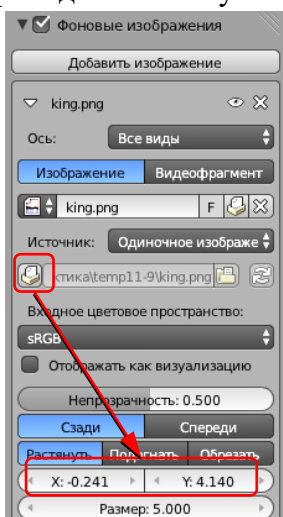 Фоновые изображения
Добавить изображение
king.png
Ось: Все виды
Изображение Видеофрагмент
king.png F
Источник: Одиночное изображе
ктика\temp11-9\king.png
Входное цветовое пространство:
sRGB
Отображать как визуализацию
Непрозрачность: 0.500
Сзади Спереди
Растянуть Подогнать Обрезать
X: -0.241 Y: 4.140
Размер: 5.000